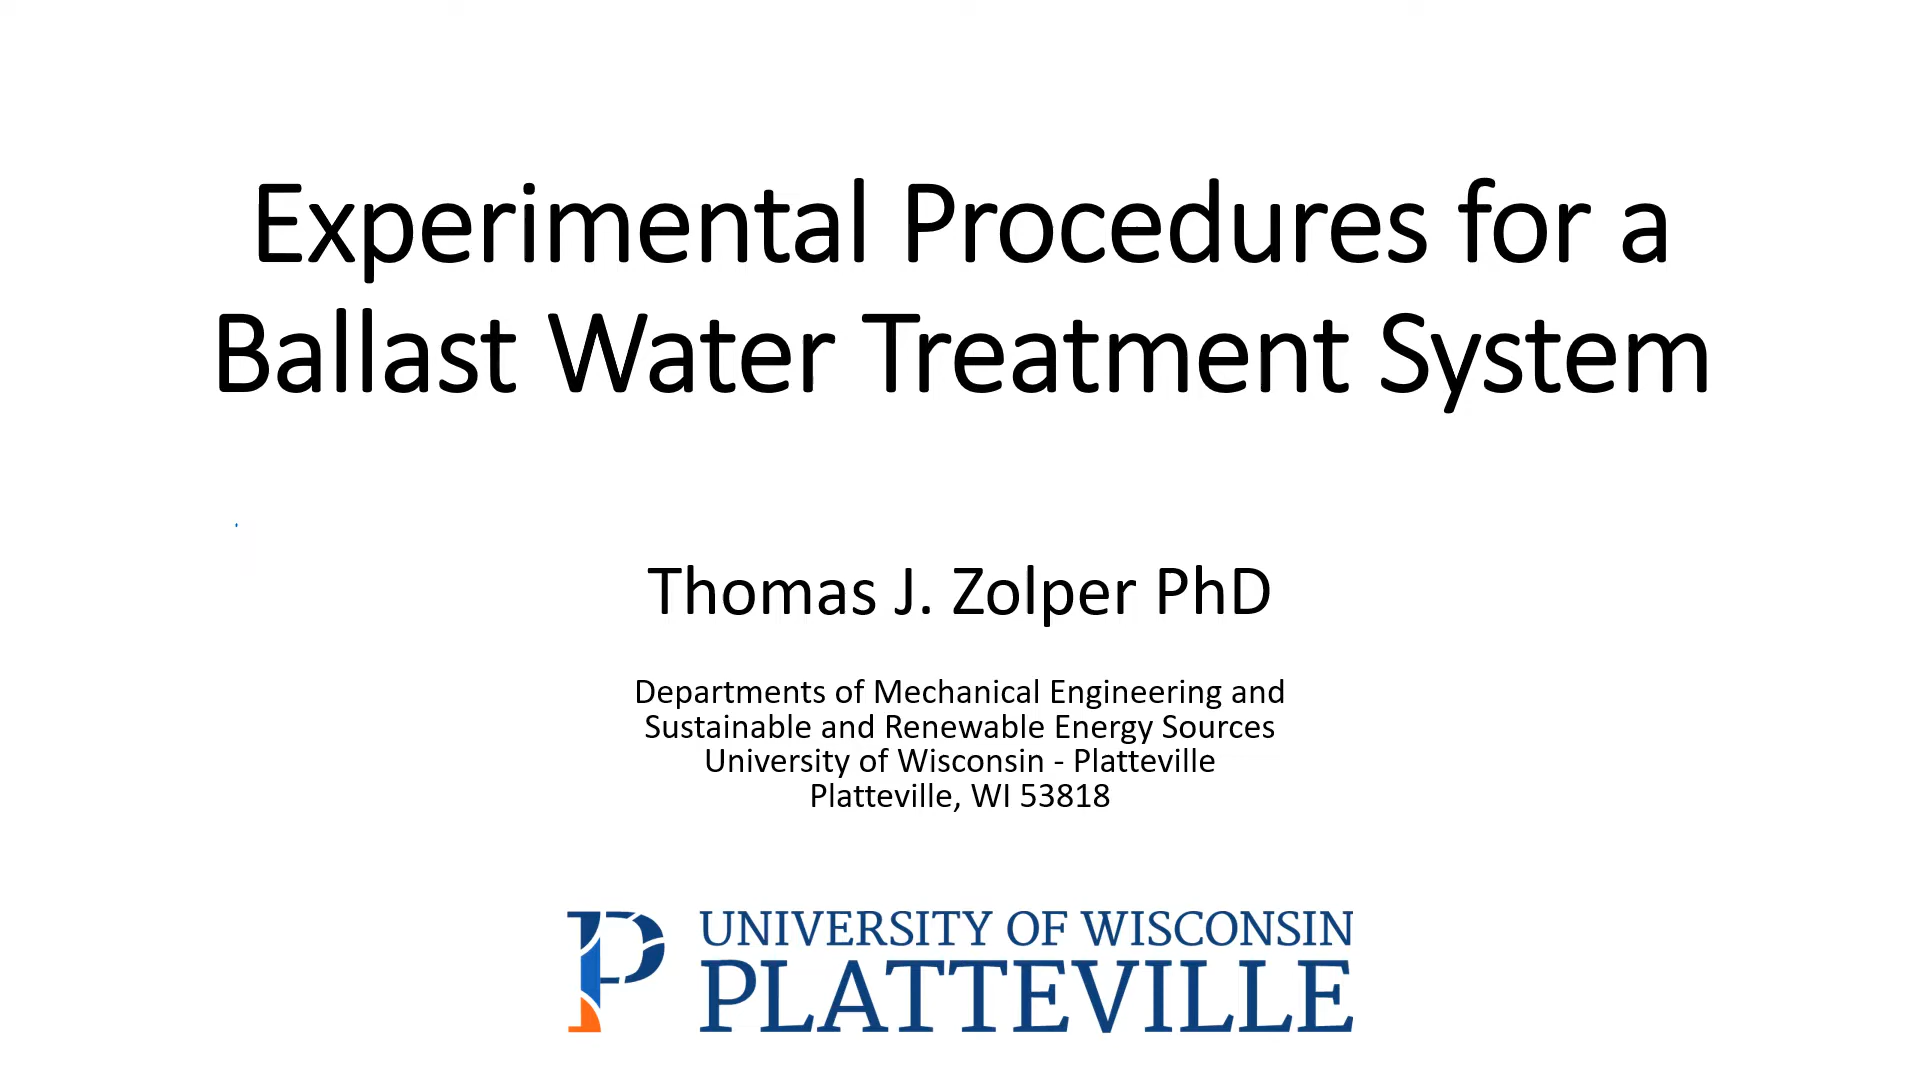 Experimental Procedures for a
Ballast Water Treatment System
Thomas J. Zolper PhD
Departments of Mechanical Engineering and
Sustainable and Renewable Energy Sources
University of Wisconsin - Platteville
Platteville, WI 53818
P UNIVERSITY OF WISCONSIN
PLATTEVILLE